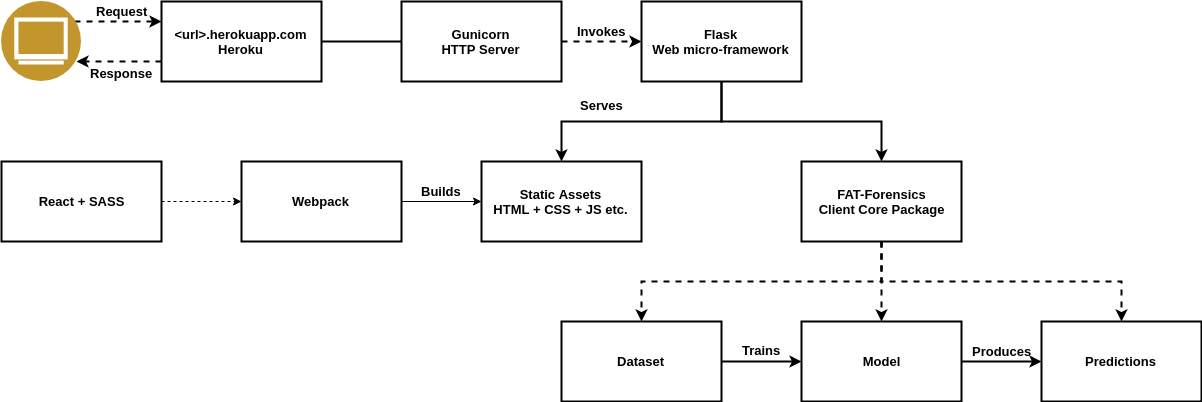 Request
Response
<url>.herokuapp.com
Heroku
Gunicorn
HTTP Server
Invokes
Flask
Web micro-framework
Serves
React + SASS
Webpack
Builds
Static Assets
HTML + CSS + JS etc.
FAT-Forensics
Client Core Package
Dataset
Trains
Model
Produces
Predictions